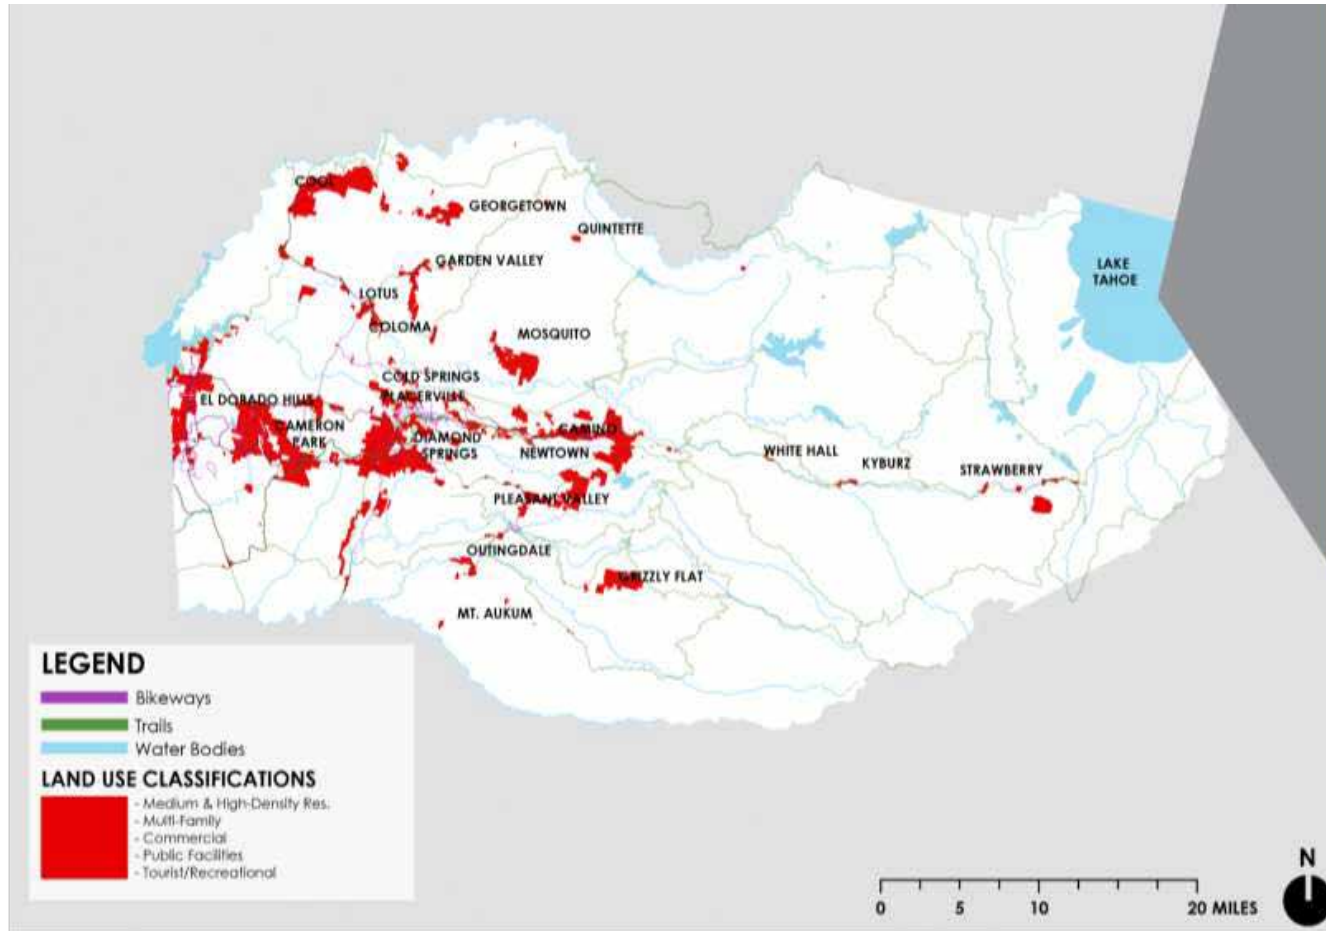 COOL
GEORGETOWN
QUINTETTE
GARDEN VALLEY
LAKE
TAHOE
LOTUS
COLOMA
MOSQUITO
COLD SPRINGS
PLACERVILLE
EL DORADO HILLS
CAMERON
PARK
DIAMOND
SPRINGS
CAMINO
NEWTOWN
WHITE HALL
KYBURZ
STRAWBERRY
PLEASANT VALLEY
OUTINGDALE
GRIZZLY FLAT
MT. AUKUM
LEGEND
Bikeways
Trails
Water Bodies
LAND USE CLASSIFICATIONS
- Medium & High-Density Res.
- Multi-Family
- Commercial
- Public Facilities
- Tourist/Recreational
N
0 5 10 20 MILES